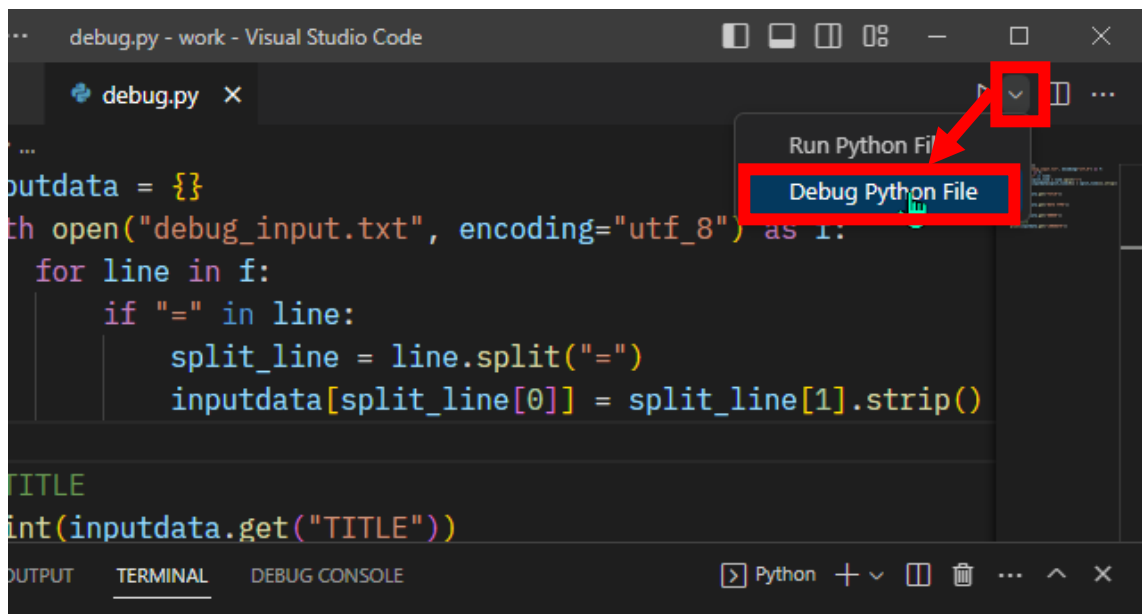 ··· debug.py - work - Visual Studio Code
debug.py
Run Python Fil
Debug Python File
...
utdata = {}
th open("debug_input.txt", encoding="utf_8") as f:
for line in f:
if "=" in line:
split_line = line.split("=")
inputdata[split_line[0]] = split_line[1].strip()
TITLE
int(inputdata.get("TITLE"))
OUTPUT TERMINAL DEBUG CONSOLE Python